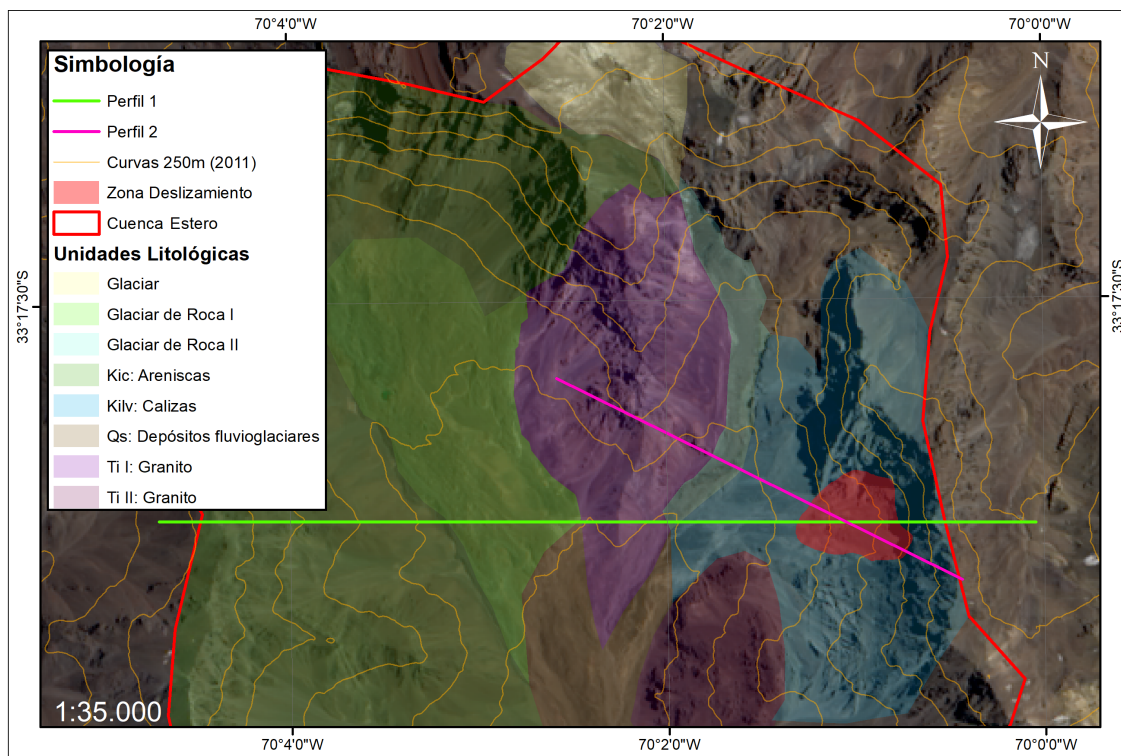 70°4'0"W
70°2'0"W
70°0'0"W
Simbología
Perfil 1
Perfil 2
Curvas 250m (2011)
Zona Deslizamiento
Cuenca Estero
Unidades Litológicas
Glaciar
Glaciar de Roca I
Glaciar de Roca II
Kic: Areniscas
Kilv: Calizas
Qs: Depósitos fluvioglaciares
Ti I: Granito
Ti II: Granito
N
33°17'30"S
33°17'30"S
1:35.000
70°4'0"W
70°2'0"W
70°0'0"W